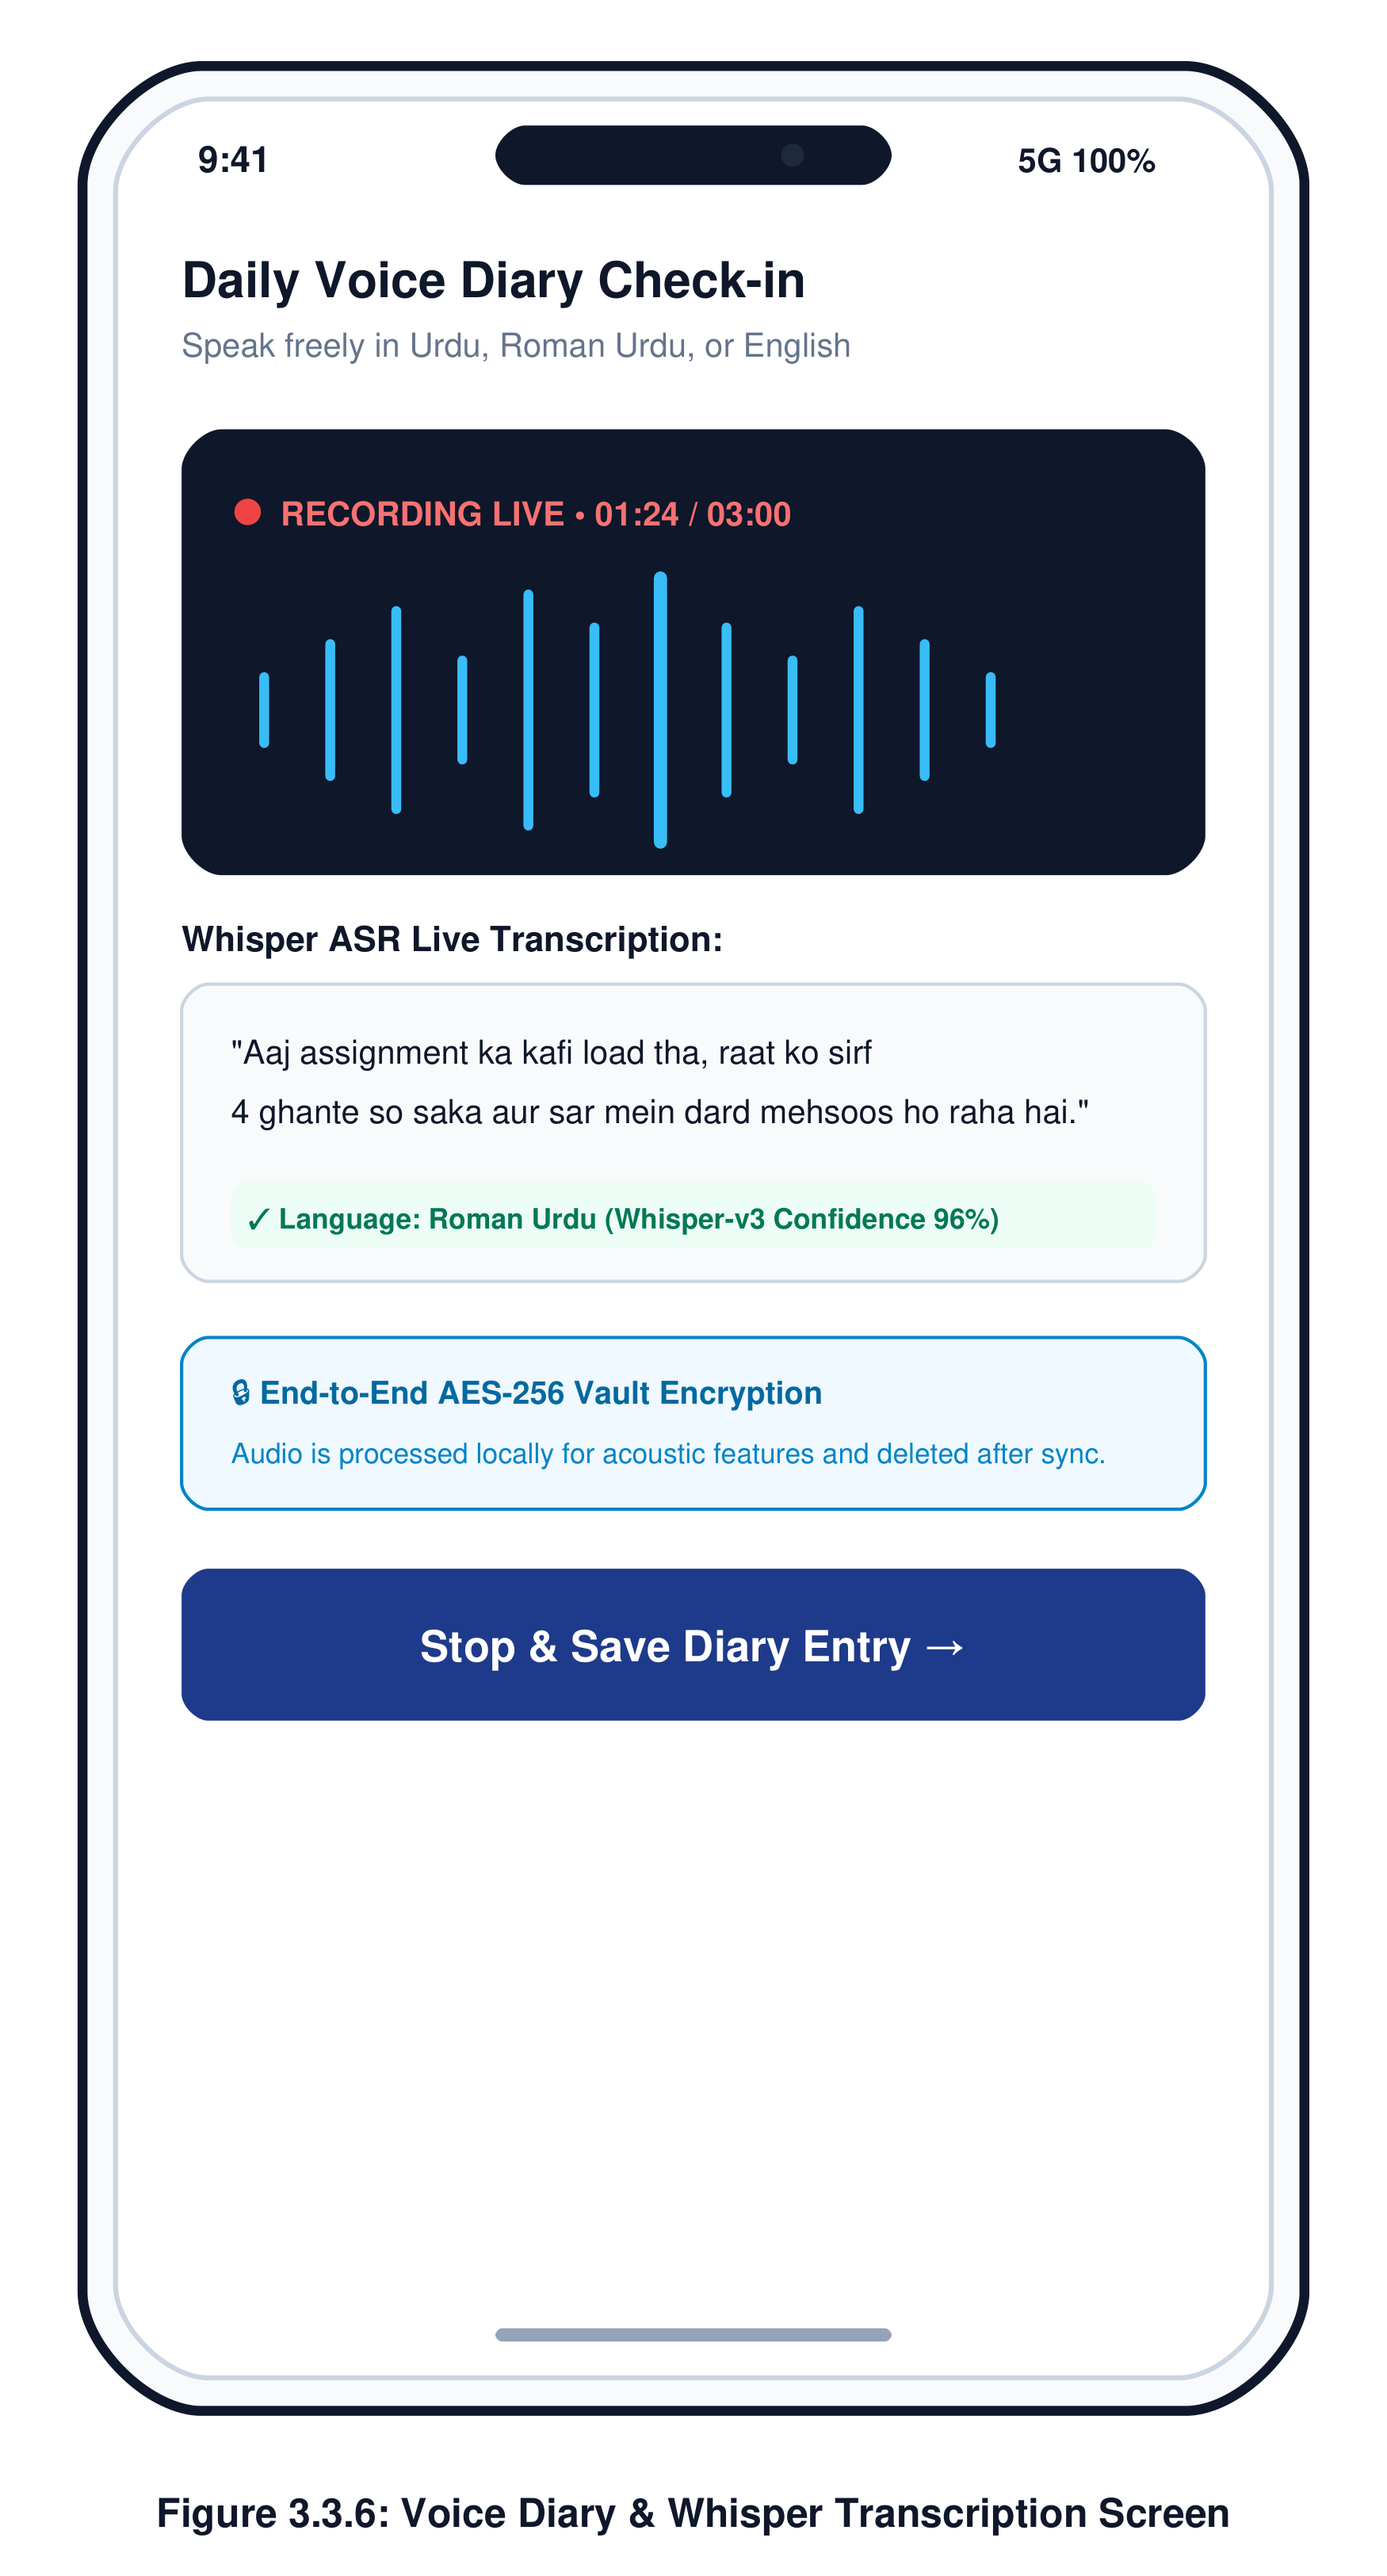 9:41
5G 100%
Daily Voice Diary Check-in
Speak freely in Urdu, Roman Urdu, or English
RECORDING LIVE • 01:24 / 03:00
Whisper ASR Live Transcription:
"Aaj assignment ka kafi load tha, raat ko sirf
4 ghante so saka aur sar mein dard mehsoos ho raha hai."
✓ Language: Roman Urdu (Whisper-v3 Confidence 96%)
🔒 End-to-End AES-256 Vault Encryption
Audio is processed locally for acoustic features and deleted after sync.
Stop & Save Diary Entry →
Figure 3.3.6: Voice Diary & Whisper Transcription Screen